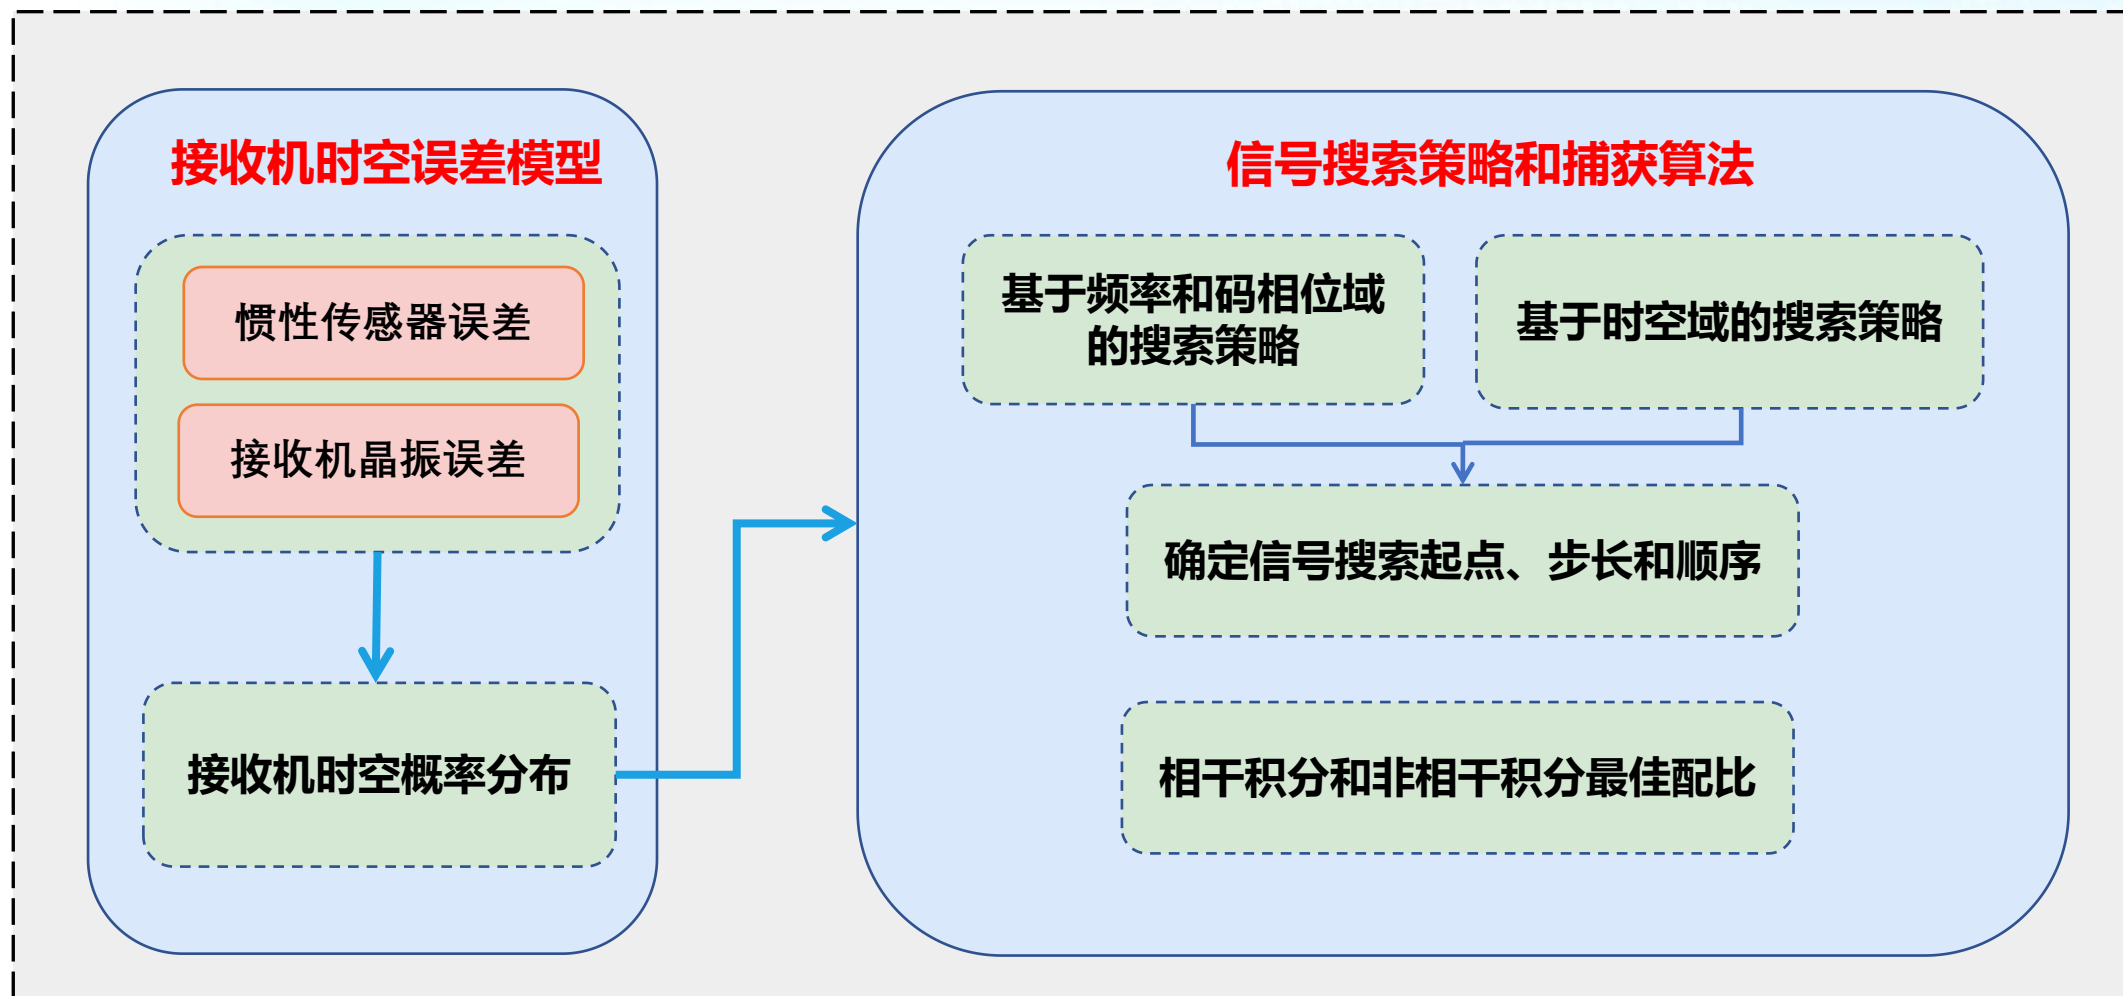 接收机时空误差模型
惯性传感器误差
接收机晶振误差
接收机时空概率分布
信号搜索策略和捕获算法
基于频率和码相位域
的搜索策略
基于时空域的搜索策略
确定信号搜索起点、步长和顺序
相干积分和非相干积分最佳配比